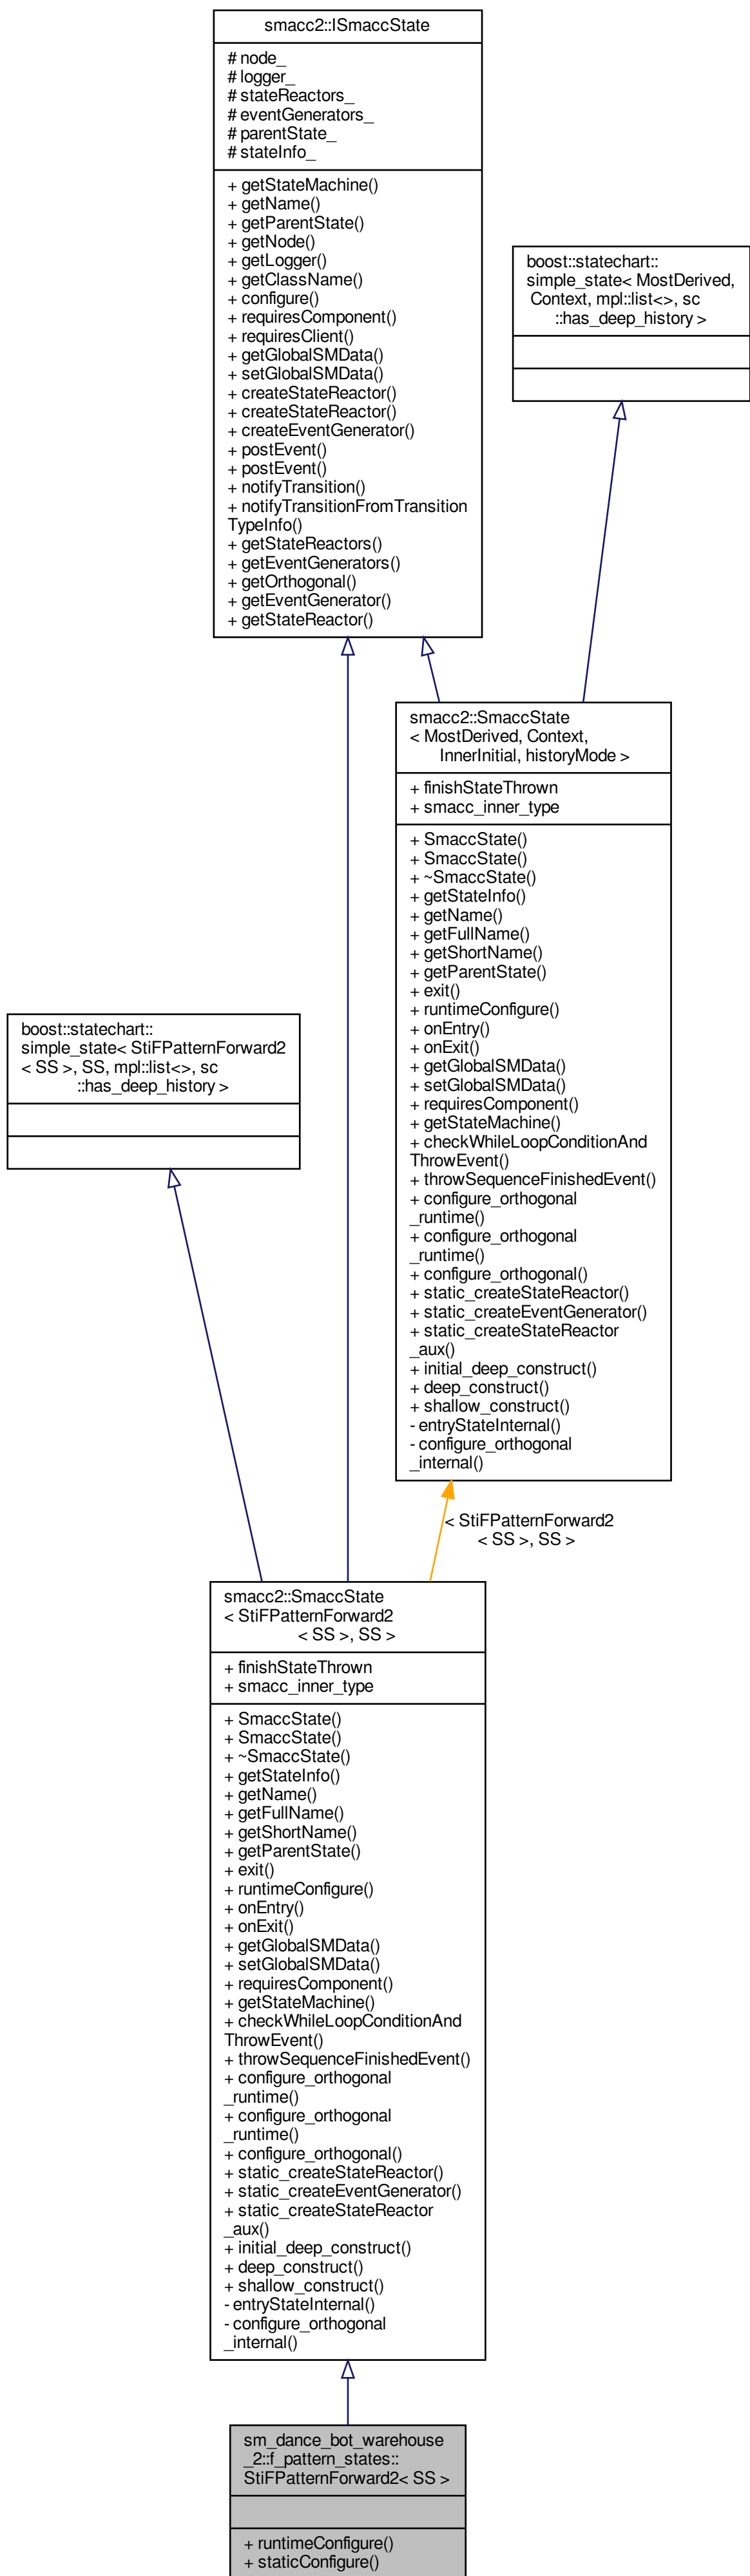 smacc2::ISmaccState
# node_
# logger_
# stateReactors_
# eventGenerators_
# parentState_
# stateInfo_
+ getStateMachine()
+ getName()
+ getParentState()
+ getNode()
+ getLogger()
+ getClassName()
+ configure()
+ requiresComponent()
+ requiresClient()
+ getGlobalSMData()
+ setGlobalSMData()
+ createStateReactor()
+ createStateReactor()
+ createEventGenerator()
+ postEvent()
+ postEvent()
+ notifyTransition()
+ notifyTransitionFromTransition
TypeInfo()
+ getStateReactors()
+ getEventGenerators()
+ getOrthogonal()
+ getEventGenerator()
+ getStateReactor()
boost::statechart::
simple_state< MostDerived,
Context, mpl::list<>, sc
::has_deep_history >
smacc2::SmaccState
< MostDerived, Context,
InnerInitial, historyMode >
+ finishStateThrown
+ smacc_inner_type
+ SmaccState()
+ SmaccState()
+ ~SmaccState()
+ getStateInfo()
+ getName()
+ getFullName()
+ getShortName()
+ getParentState()
+ exit()
+ runtimeConfigure()
+ onEntry()
+ onExit()
+ getGlobalSMData()
+ setGlobalSMData()
+ requiresComponent()
+ getStateMachine()
+ checkWhileLoopConditionAnd
ThrowEvent()
+ throwSequenceFinishedEvent()
+ configure_orthogonal
_runtime()
+ configure_orthogonal
_runtime()
+ configure_orthogonal()
+ static_createStateReactor()
+ static_createEventGenerator()
+ static_createStateReactor
_aux()
+ initial_deep_construct()
+ deep_construct()
+ shallow_construct()
- entryStateInternal()
- configure_orthogonal
_internal()
boost::statechart::
simple_state< StiFPatternForward2
< SS >, SS, mpl::list<>, sc
::has_deep_history >
< StiFPatternForward2
< SS >, SS >
smacc2::SmaccState
< StiFPatternForward2
< SS >, SS >
+ finishStateThrown
+ smacc_inner_type
+ SmaccState()
+ SmaccState()
+ ~SmaccState()
+ getStateInfo()
+ getName()
+ getFullName()
+ getShortName()
+ getParentState()
+ exit()
+ runtimeConfigure()
+ onEntry()
+ onExit()
+ getGlobalSMData()
+ setGlobalSMData()
+ requiresComponent()
+ getStateMachine()
+ checkWhileLoopConditionAnd
ThrowEvent()
+ throwSequenceFinishedEvent()
+ configure_orthogonal
_runtime()
+ configure_orthogonal
_runtime()
+ configure_orthogonal()
+ static_createStateReactor()
+ static_createEventGenerator()
+ static_createStateReactor
_aux()
+ initial_deep_construct()
+ deep_construct()
+ shallow_construct()
- entryStateInternal()
- configure_orthogonal
_internal()
sm_dance_bot_warehouse
_2::f_pattern_states::
StiFPatternForward2< SS >
+ runtimeConfigure()
+ staticConfigure()